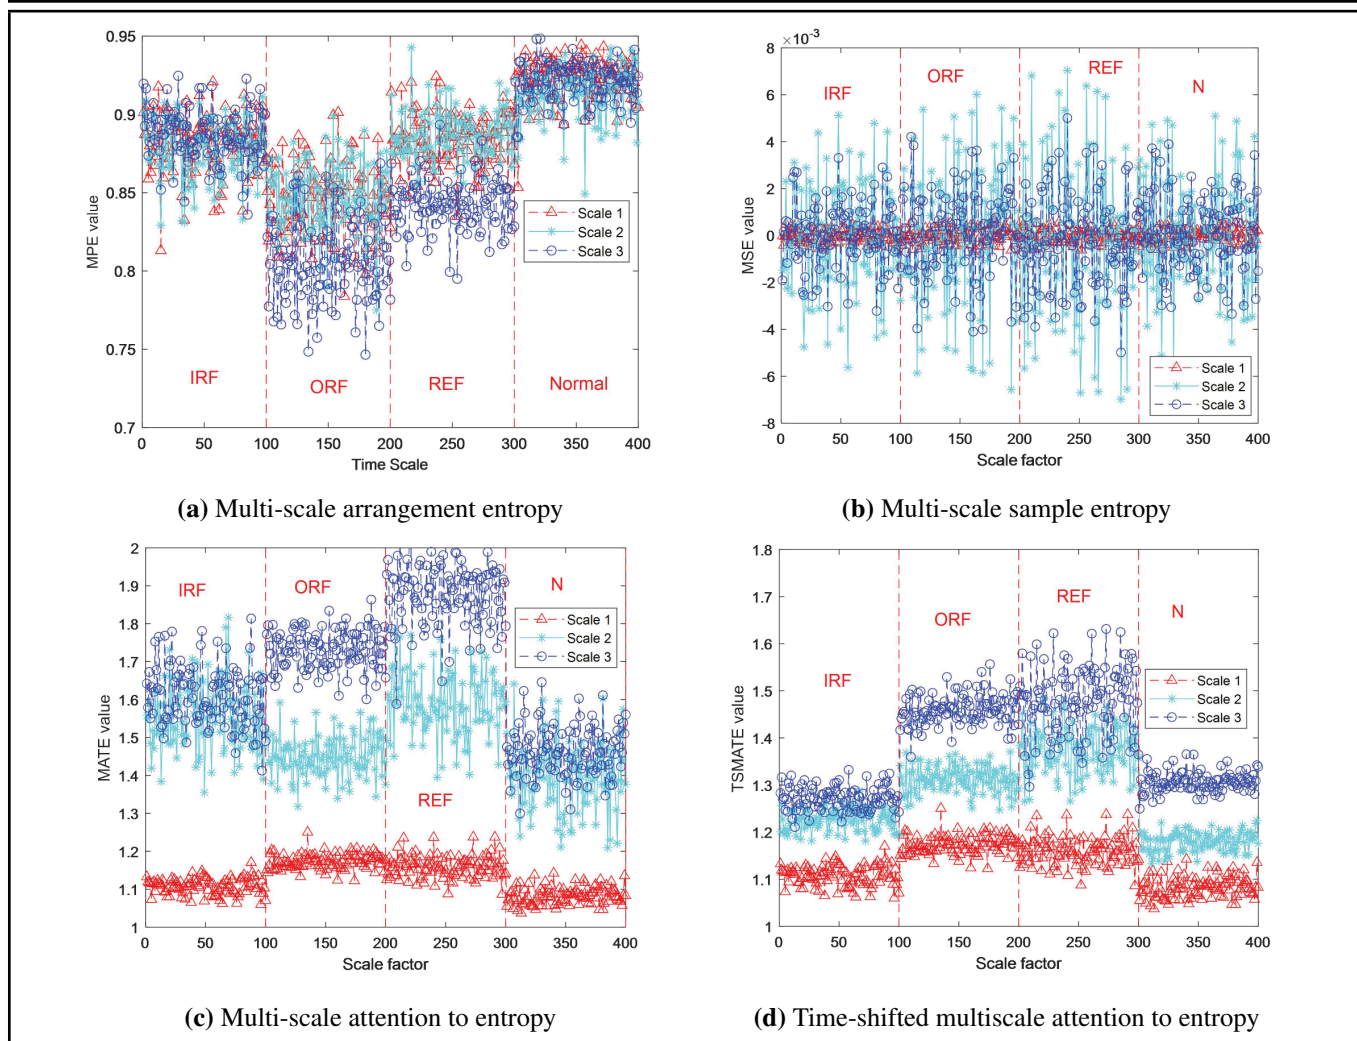 0.95
0.9
0.85
0.8
0.75
0.7
MPE value
IRF
ORF
REF
Normal
Scale 1
Scale 2
Scale 3
0 50 100 150 200 250 300 350 400
Time Scale
(a) Multi-scale arrangement entropy
×10⁻³
8
6
4
2
0
-2
-4
-6
-8
MSE value
IRF
ORF
REF
N
Scale 1
Scale 2
Scale 3
0 50 100 150 200 250 300 350 400
Scale factor
(b) Multi-scale sample entropy
2
1.9
1.8
1.7
1.6
1.5
1.4
1.3
1.2
1.1
1
MATE value
IRF
ORF
REF
N
Scale 1
Scale 2
Scale 3
0 50 100 150 200 250 300 350 400
Scale factor
(c) Multi-scale attention to entropy
1.8
1.7
1.6
1.5
1.4
1.3
1.2
1.1
1
TSMATE value
IRF
ORF
REF
N
Scale 1
Scale 2
Scale 3
0 50 100 150 200 250 300 350 400
Scale factor
(d) Time-shifted multiscale attention to entropy